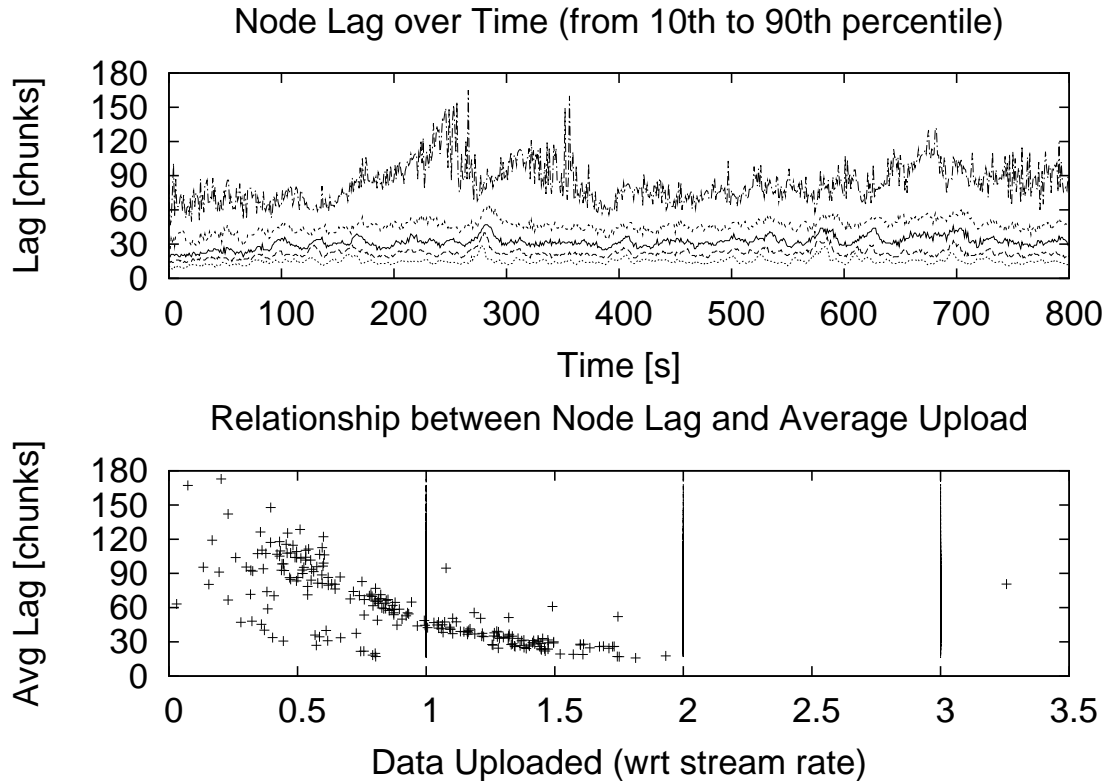 Node Lag over Time (from 10th to 90th percentile)
Lag [chunks]
180
150
120
90
60
30
0
0 100 200 300 400 500 600 700 800
Time [s]
Relationship between Node Lag and Average Upload
Avg Lag [chunks]
180
150
120
90
60
30
0
0 0.5 1 1.5 2 2.5 3 3.5
Data Uploaded (wrt stream rate)